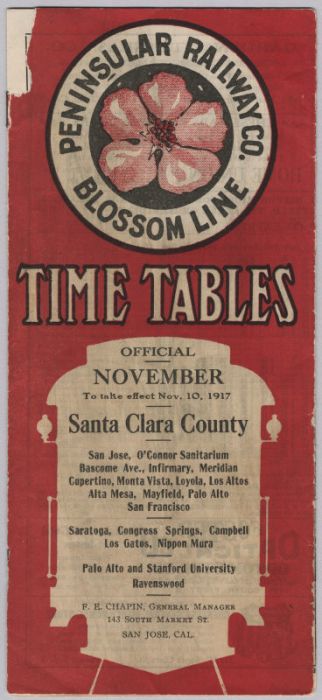 PENINSULAR RAILWAY CO.
BLOSSOM LINE
TIME TABLES
OFFICIAL
NOVEMBER
To take effect Nov. 10, 1917
Santa Clara County
San Jose, O'Connor Sanitarium
Bascome Ave., Infirmary, Meridian
Cupertino, Monta Vista, Loyola, Los Altos
Alta Mesa, Mayfield, Palo Alto
San Francisco
Saratoga, Congress Springs, Campbell
Los Gatos, Nippon Mura
Palo Alto and Stanford University
Ravenswood
F. E. CHAPIN, GENERAL MANAGER
143 SOUTH MARKET ST.
SAN JOSE, CAL.